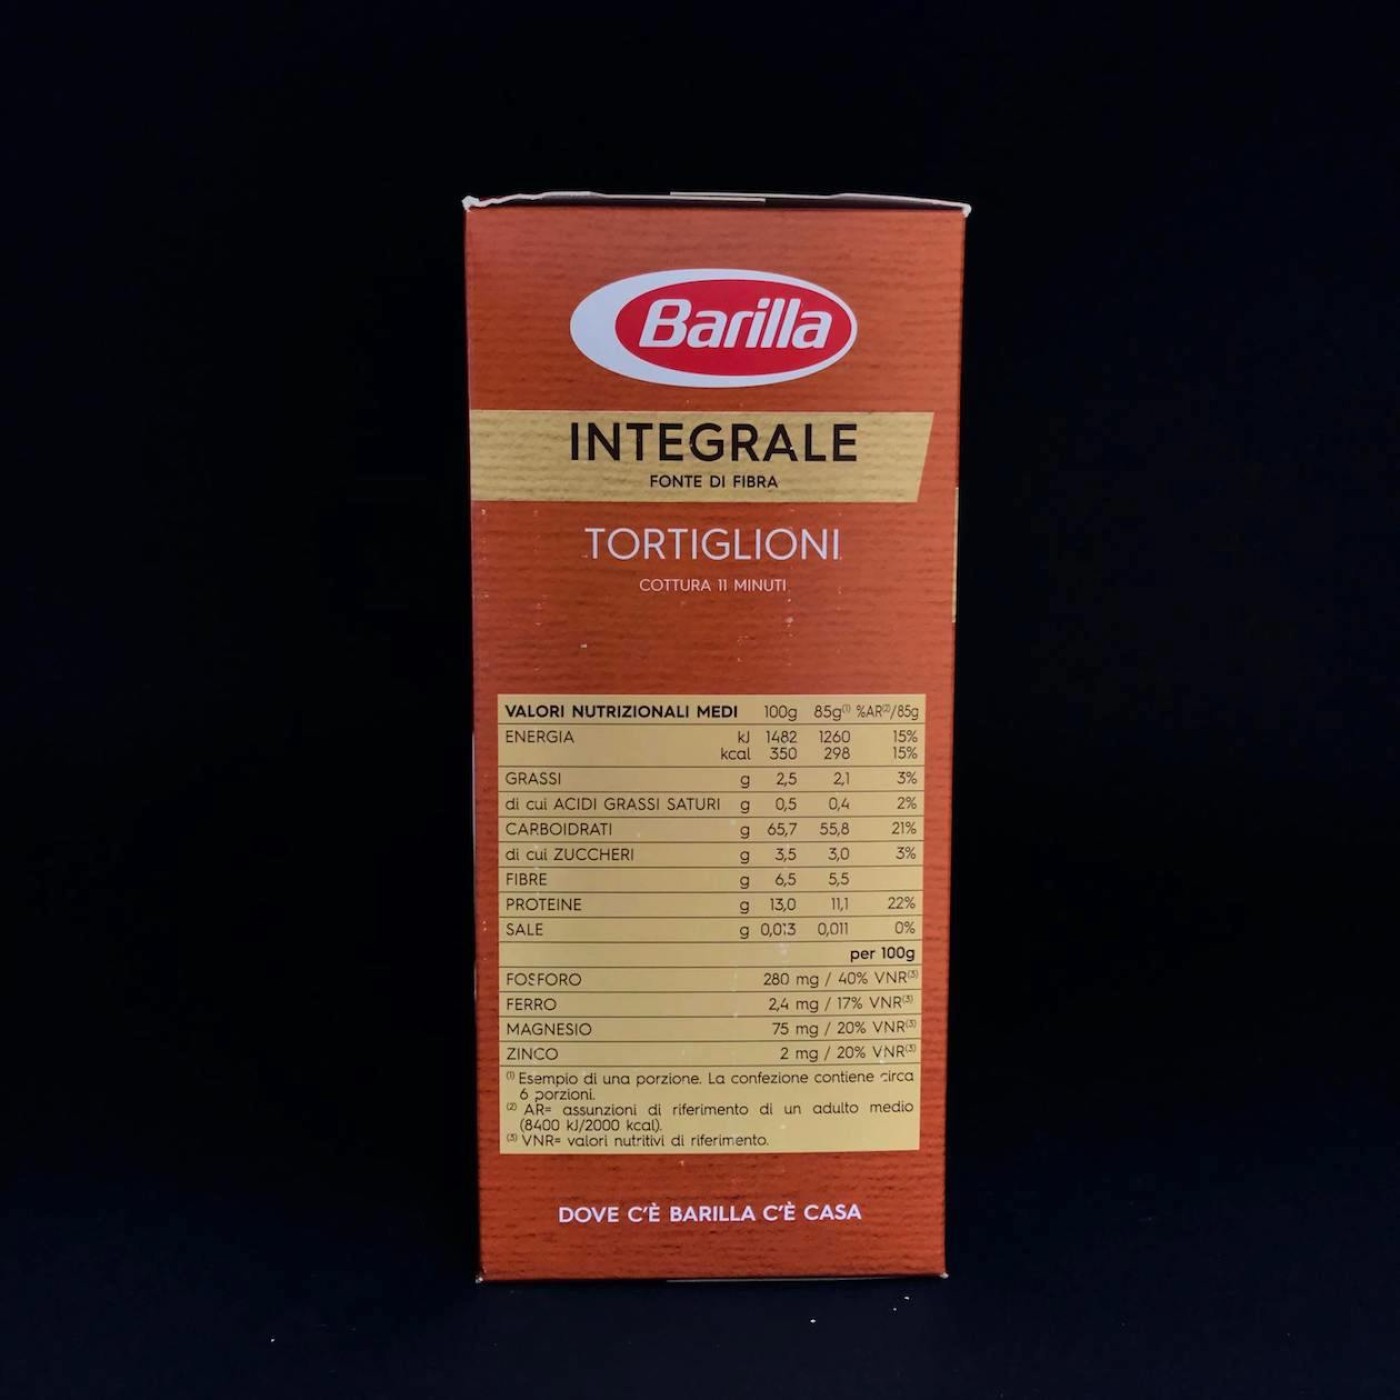 Barilla
INTEGRALE
FONTE DI FIBRA
TORTIGLIONI
COTTURA 11 MINUTI
VALORI NUTRIZIONALI MEDI 100g 85g(1) %AR(2)/85g
ENERGIA kJ 1482 1260 15%
kcal 350 298 15%
GRASSI g 2,5 2,1 3%
di cui ACIDI GRASSI SATURI g 0,5 0,4 2%
CARBOIDRATI g 65,7 55,8 21%
di cui ZUCCHERI g 3,5 3,0 3%
FIBRE g 6,5 5,5
PROTEINE g 13,0 11,1 22%
SALE g 0,013 0,011 0%
per 100g
FOSFORO 280 mg / 40% VNR(3)
FERRO 2,4 mg / 17% VNR(3)
MAGNESIO 75 mg / 20% VNR(3)
ZINCO 2 mg / 20% VNR(3)
(1) Esempio di una porzione. La confezione contiene circa
6 porzioni.
(2) AR= assunzioni di riferimento di un adulto medio
(8400 kJ/2000 kcal).
(3) VNR= valori nutritivi di riferimento.
DOVE C'È BARILLA C'È CASA